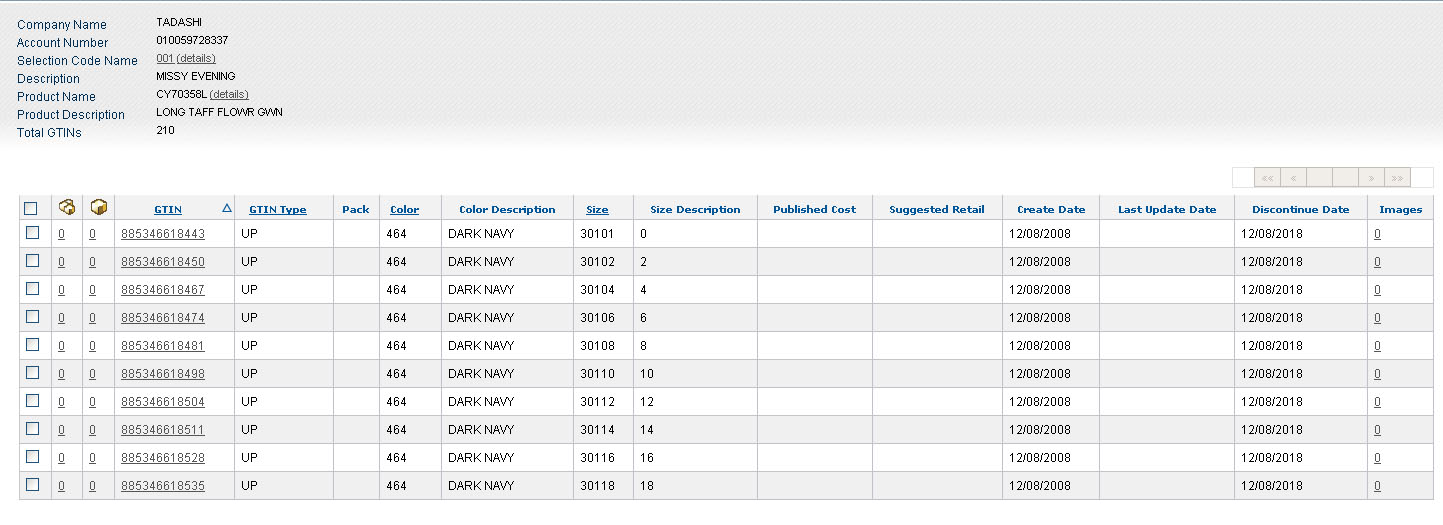 Company Name TADASHI
Account Number 010059728337
Selection Code Name 001 (details)
Description MISSY EVENING
Product Name CY70358L (details)
Product Description LONG TAFF FLOWR GWN
Total GTINs 210
«« « » »»
GTIN GTIN Type Pack Color Color Description Size Size Description Published Cost Suggested Retail Create Date Last Update Date Discontinue Date Images
0 0 885346618443 UP 464 DARK NAVY 30101 0 12/08/2008 12/08/2018 0
0 0 885346618450 UP 464 DARK NAVY 30102 2 12/08/2008 12/08/2018 0
0 0 885346618467 UP 464 DARK NAVY 30104 4 12/08/2008 12/08/2018 0
0 0 885346618474 UP 464 DARK NAVY 30106 6 12/08/2008 12/08/2018 0
0 0 885346618481 UP 464 DARK NAVY 30108 8 12/08/2008 12/08/2018 0
0 0 885346618498 UP 464 DARK NAVY 30110 10 12/08/2008 12/08/2018 0
0 0 885346618504 UP 464 DARK NAVY 30112 12 12/08/2008 12/08/2018 0
0 0 885346618511 UP 464 DARK NAVY 30114 14 12/08/2008 12/08/2018 0
0 0 885346618528 UP 464 DARK NAVY 30116 16 12/08/2008 12/08/2018 0
0 0 885346618535 UP 464 DARK NAVY 30118 18 12/08/2008 12/08/2018 0